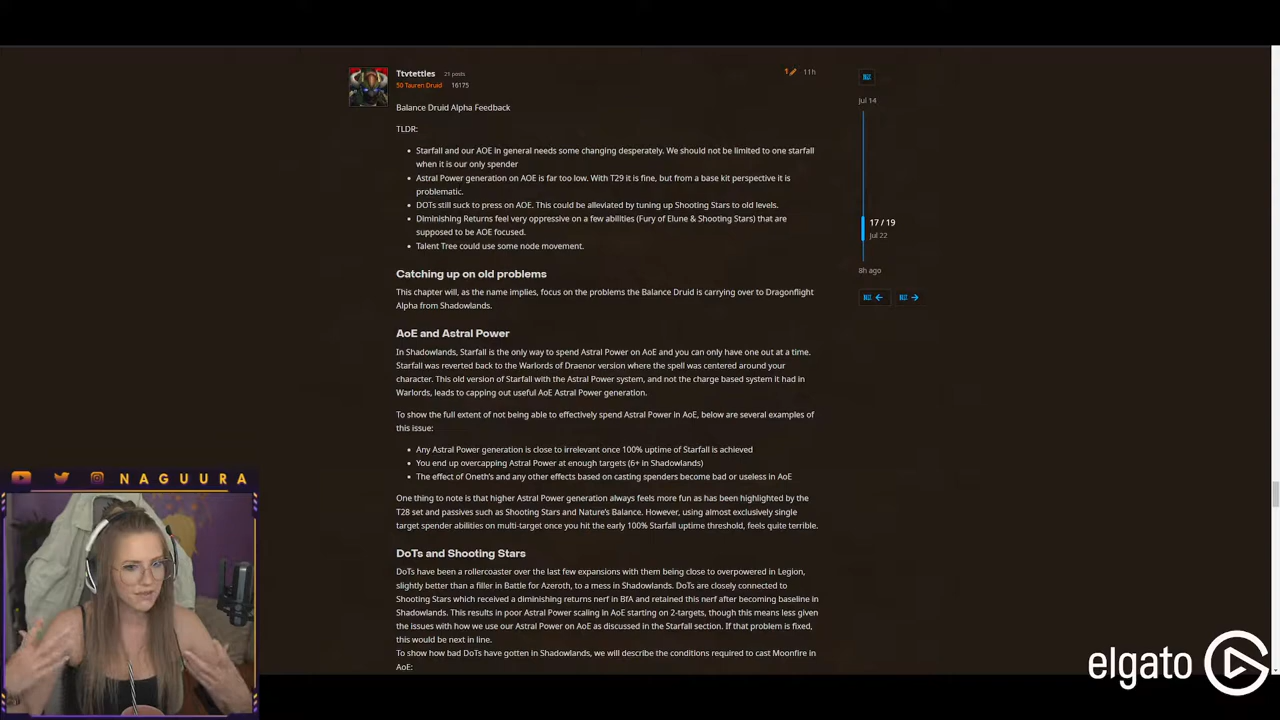 Ttvtettles 21 posts 1 11h
50 Tauren Druid 16175
Balance Druid Alpha Feedback
TLDR:
• Starfall and our AOE in general needs some changing desperately. We should not be limited to one starfall
when it is our only spender
• Astral Power generation on AOE is far too low. With T29 it is fine, but from a base kit perspective it is
problematic.
• DOTs still suck to press on AOE. This could be alleviated by tuning up Shooting Stars to old levels.
• Diminishing Returns feel very oppressive on a few abilities (Fury of Elune & Shooting Stars) that are
supposed to be AOE focused.
• Talent Tree could use some node movement.
Catching up on old problems
This chapter will, as the name implies, focus on the problems the Balance Druid is carrying over to Dragonflight
Alpha from Shadowlands.
AoE and Astral Power
In Shadowlands, Starfall is the only way to spend Astral Power on AoE and you can only have one out at a time.
Starfall was reverted back to the Warlords of Draenor version where the spell was centered around your
character. This old version of Starfall with the Astral Power system, and not the charge based system it had in
Warlords, leads to capping out useful AoE Astral Power generation.
To show the full extent of not being able to effectively spend Astral Power in AoE, below are several examples of
this issue:
• Any Astral Power generation is close to irrelevant once 100% uptime of Starfall is achieved
• You end up overcapping Astral Power at enough targets (6+ in Shadowlands)
• The effect of Oneth's and any other effects based on casting spenders become bad or useless in AoE
One thing to note is that higher Astral Power generation always feels more fun as has been highlighted by the
T28 set and passives such as Shooting Stars and Nature's Balance. However, using almost exclusively single
target spender abilities on multi-target once you hit the early 100% Starfall uptime threshold, feels quite terrible.
DoTs and Shooting Stars
DoTs have been a rollercoaster over the last few expansions with them being close to overpowered in Legion,
slightly better than a filler in Battle for Azeroth, to a mess in Shadowlands. DoTs are closely connected to
Shooting Stars which received a diminishing returns nerf in BfA and retained this nerf after becoming baseline in
Shadowlands. This results in poor Astral Power scaling in AoE starting on 2-targets, though this means less given
the issues with how we use our Astral Power on AoE as discussed in the Starfall section. If that problem is fixed,
this would be next in line.
To show how bad DoTs have gotten in Shadowlands, we will describe the conditions required to cast Moonfire in
AoE:
Jul 14
17 / 19
Jul 22
8h ago
NAGUURA
elgato